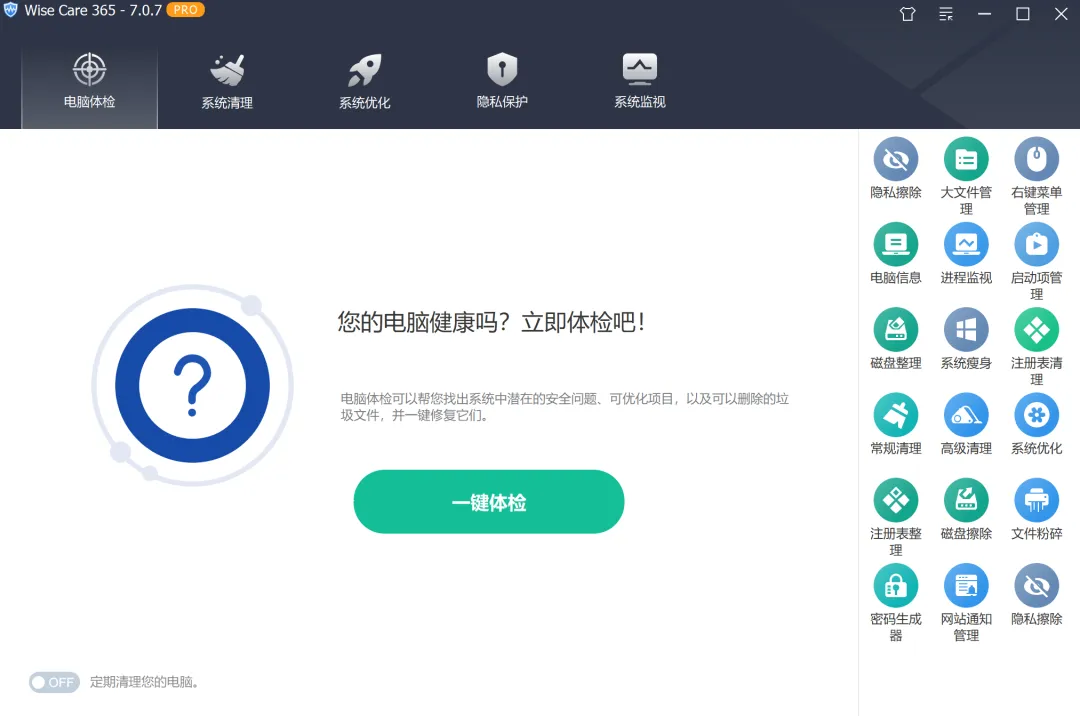 Wise Care 365 - 7.0.7 PRO
电脑体检
系统清理
系统优化
隐私保护
系统监视
您的电脑健康吗？立即体检吧！
电脑体检可以帮您找出系统中潜在的安全问题、可优化项目，以及可以删除的垃
圾文件，并一键修复它们。
一键体检
OFF 定期清理您的电脑。
隐私擦除
大文件管
理
右键菜单
管理
电脑信息
进程监视
启动项管
理
磁盘整理
系统瘦身
注册表清
理
常规清理
高级清理
系统优化
注册表整
理
磁盘擦除
文件粉碎
密码生成
器
网站通知
管理
隐私擦除